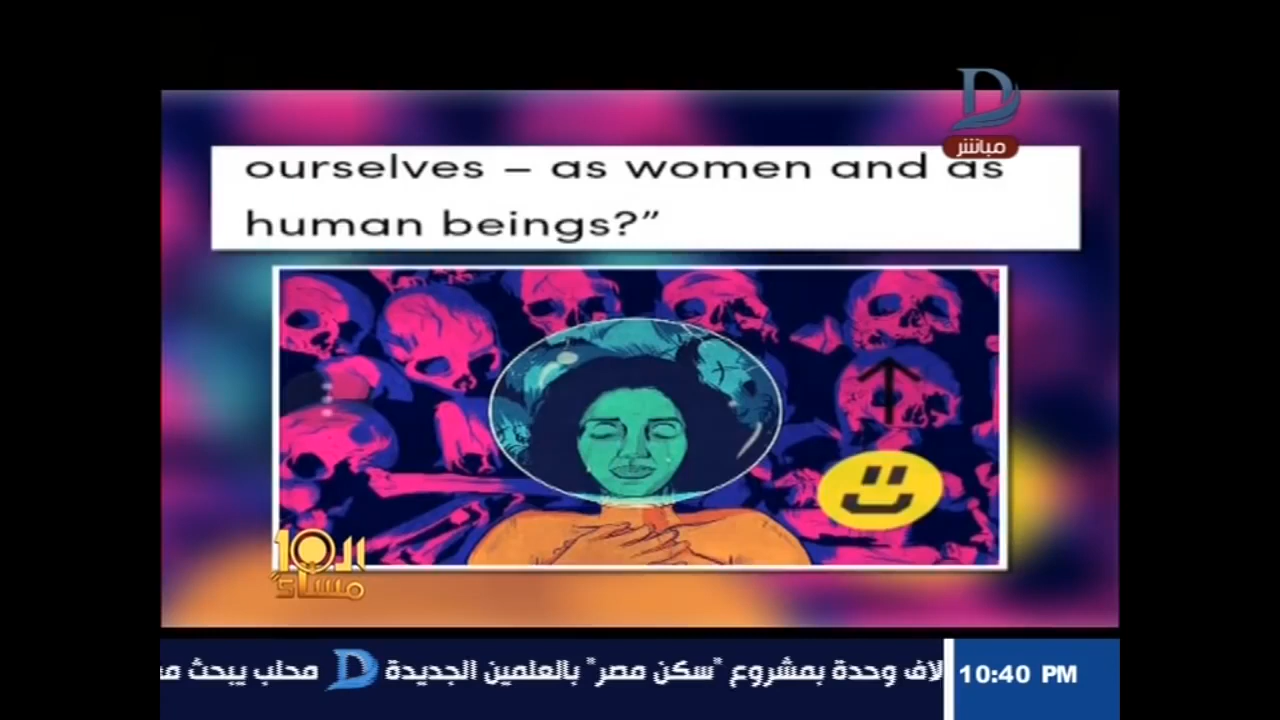 مباشر
ourselves – as women and as
human beings?”
العاشرة
مساءً
لاف وحدة بمشروع "سكن مصر" بالعلمين الجديدة
محلب يبحث
10:40 PM